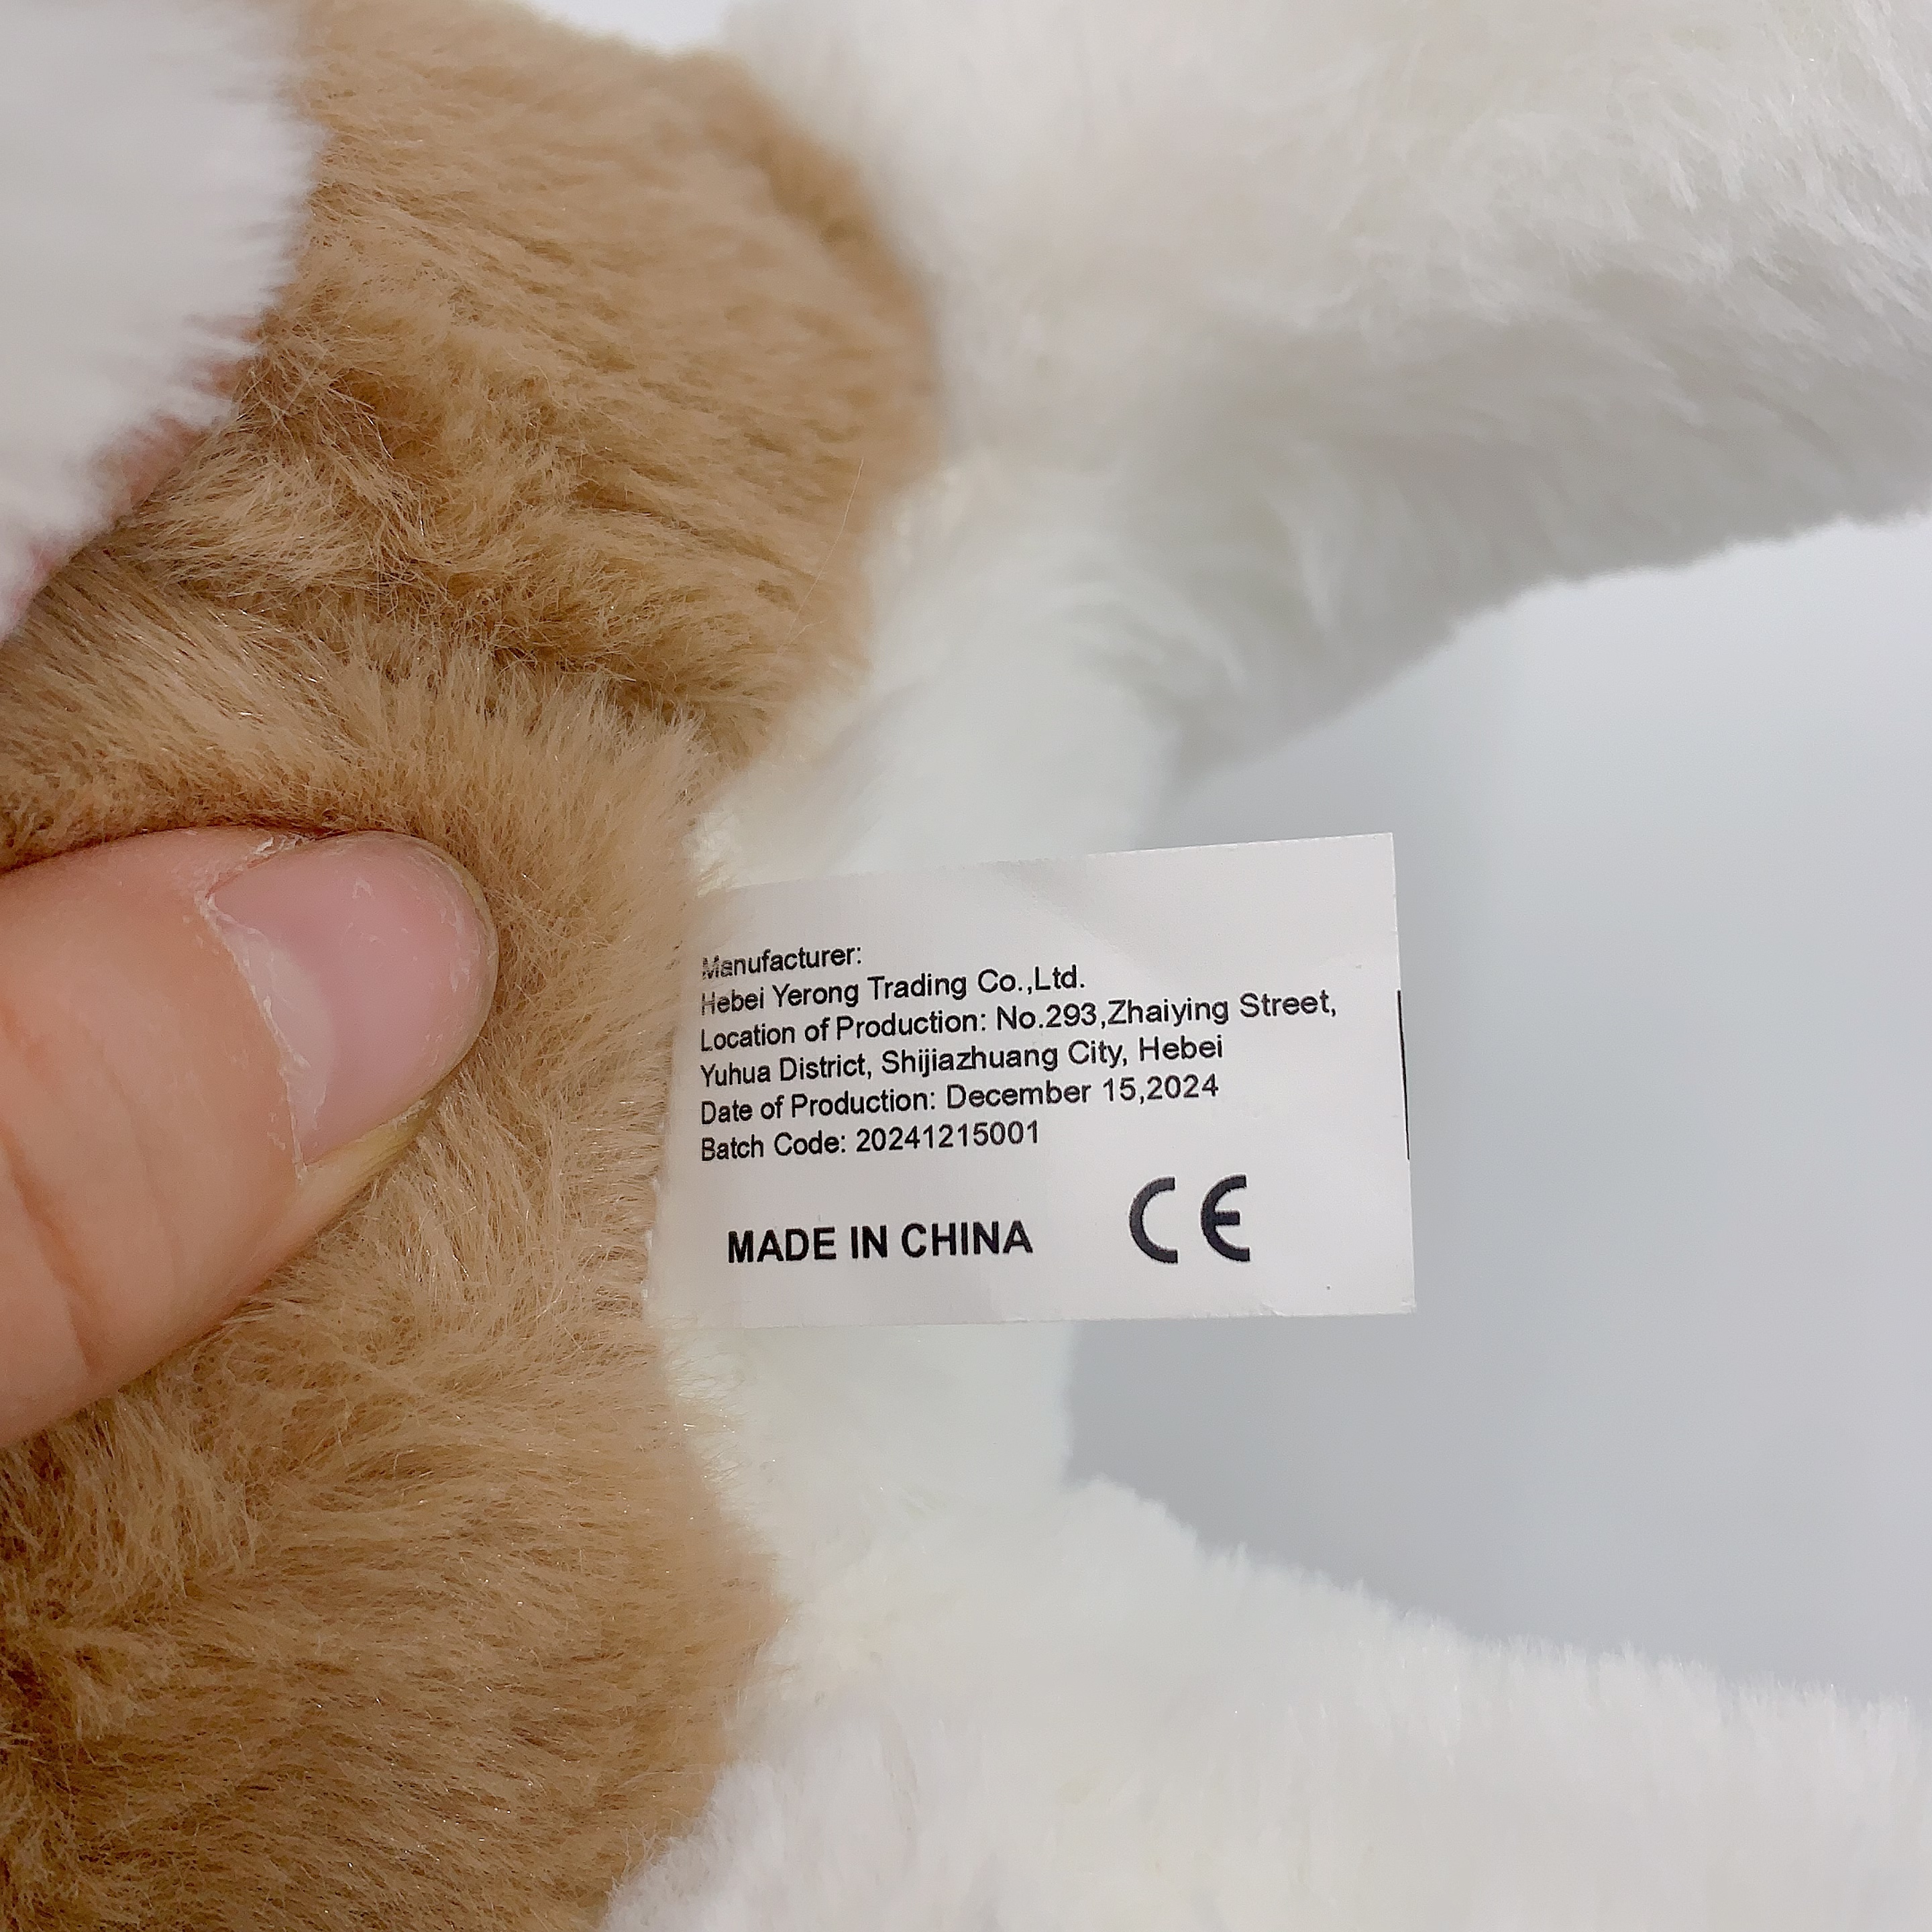 Manufacturer:
Hebei Yerong Trading Co.,Ltd.
Location of Production: No.293,Zhaiying Street,
Yuhua District, Shijiazhuang City, Hebei
Date of Production: December 15,2024
Batch Code: 20241215001
MADE IN CHINA CE